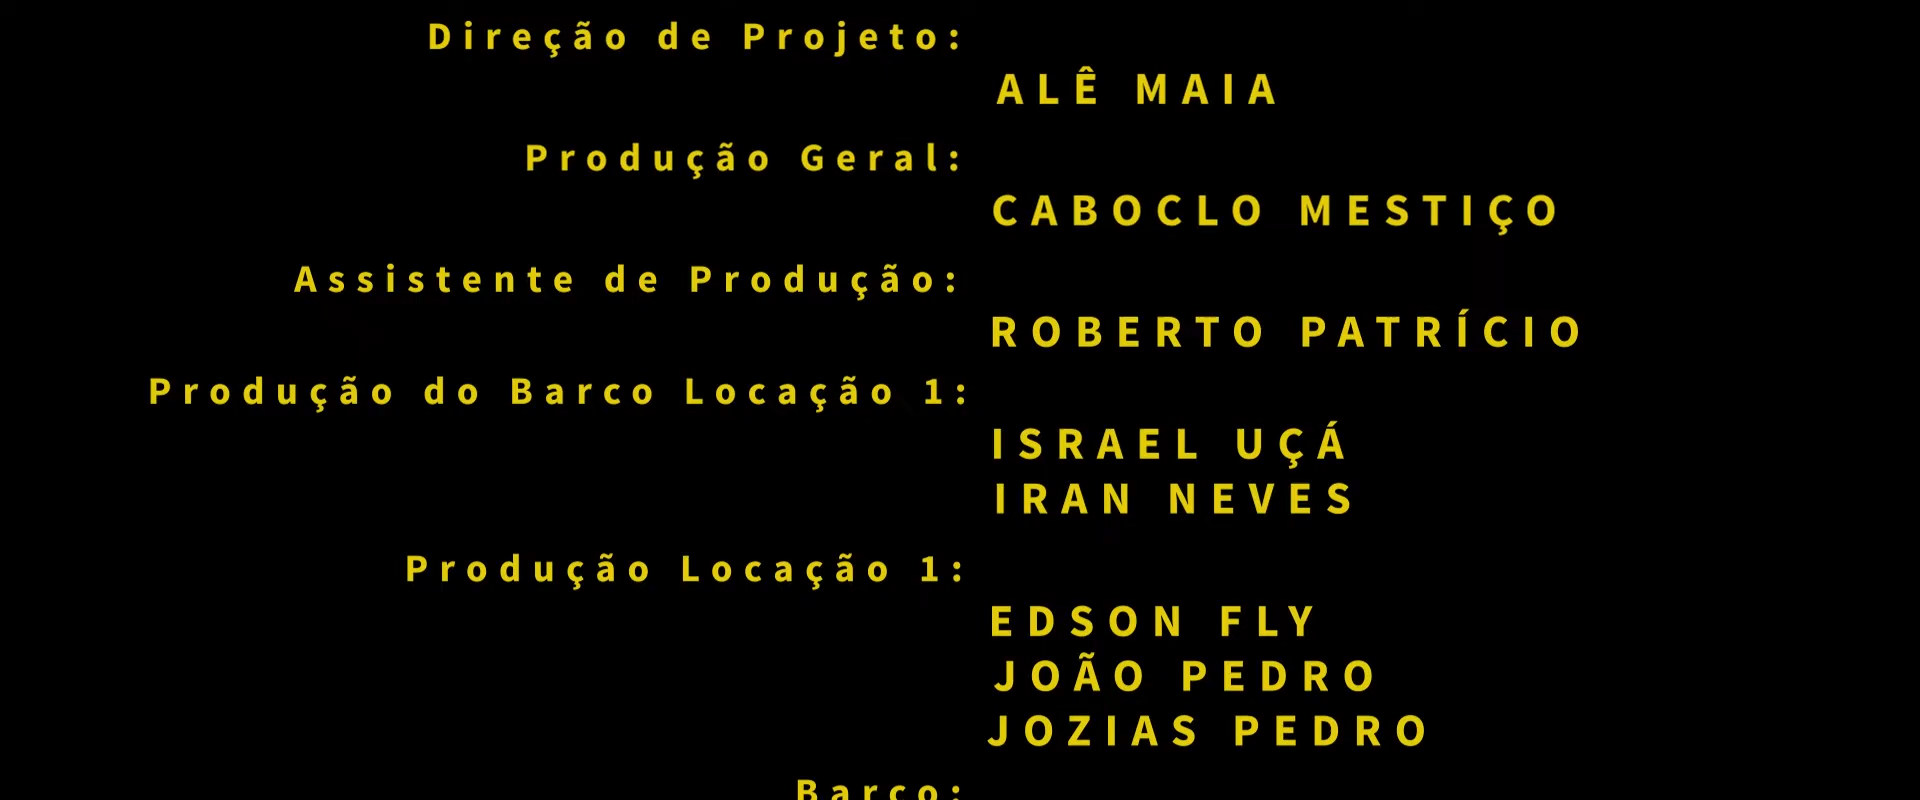 Direção de Projeto:
ALÊ MAIA
Produção Geral:
CABOCLO MESTIÇO
Assistente de Produção:
ROBERTO PATRÍCIO
Produção do Barco Locação 1:
ISRAEL UÇÁ
IRAN NEVES
Produção Locação 1:
EDSON FLY
JOÃO PEDRO
JOZIAS PEDRO
Barco: